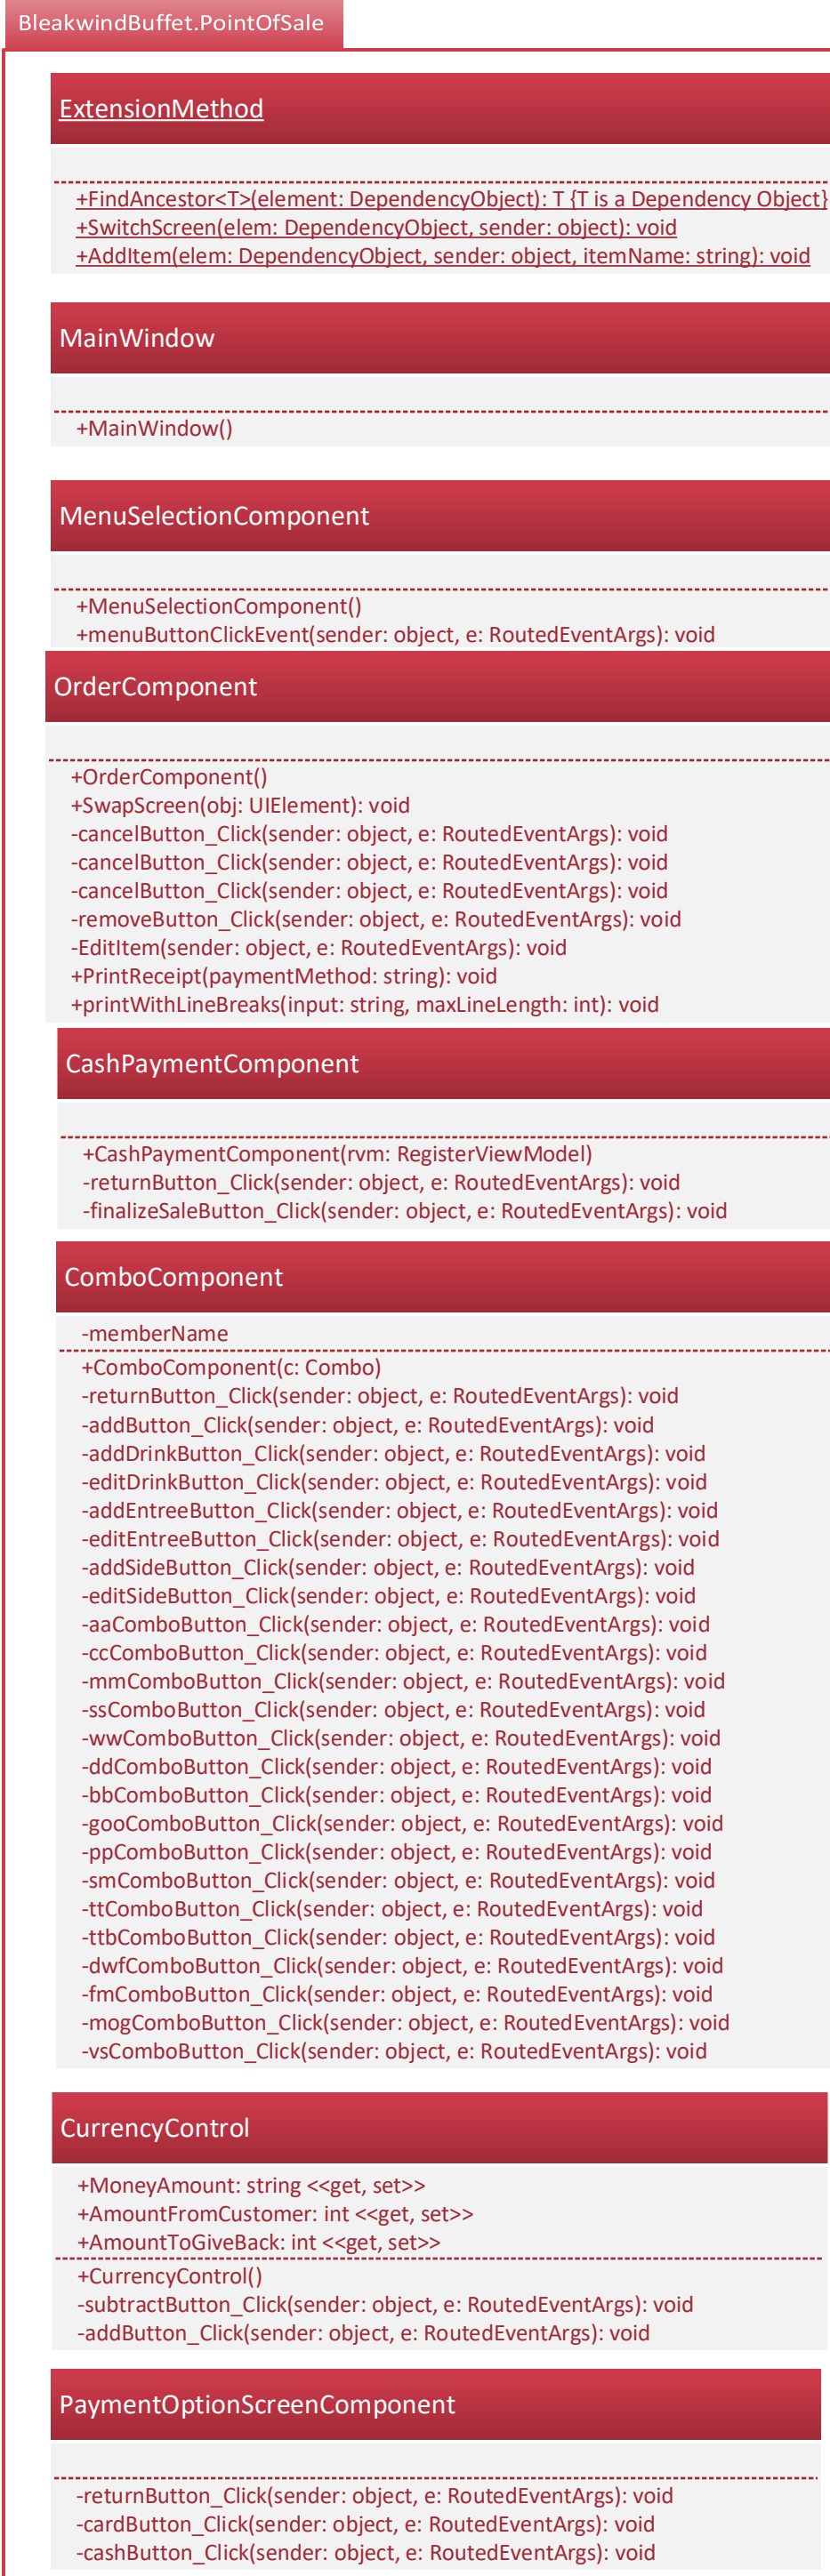 BleakwindBuffet.PointOfSale
ExtensionMethod
+FindAncestor<T>(element: DependencyObject): T {T is a Dependency Object}
+SwitchScreen(elem: DependencyObject, sender: object): void
+AddItem(elem: DependencyObject, sender: object, itemName: string): void
MainWindow
+MainWindow()
MenuSelectionComponent
+MenuSelectionComponent()
+menuButtonClickEvent(sender: object, e: RoutedEventArgs): void
OrderComponent
+OrderComponent()
+SwapScreen(obj: UIElement): void
-cancelButton_Click(sender: object, e: RoutedEventArgs): void
-cancelButton_Click(sender: object, e: RoutedEventArgs): void
-cancelButton_Click(sender: object, e: RoutedEventArgs): void
-removeButton_Click(sender: object, e: RoutedEventArgs): void
-EditItem(sender: object, e: RoutedEventArgs): void
+PrintReceipt(paymentMethod: string): void
+printWithLineBreaks(input: string, maxLineLength: int): void
CashPaymentComponent
+CashPaymentComponent(rvm: RegisterViewModel)
-returnButton_Click(sender: object, e: RoutedEventArgs): void
-finalizeSaleButton_Click(sender: object, e: RoutedEventArgs): void
ComboComponent
-memberName
+ComboComponent(c: Combo)
-returnButton_Click(sender: object, e: RoutedEventArgs): void
-addButton_Click(sender: object, e: RoutedEventArgs): void
-addDrinkButton_Click(sender: object, e: RoutedEventArgs): void
-editDrinkButton_Click(sender: object, e: RoutedEventArgs): void
-addEntreeButton_Click(sender: object, e: RoutedEventArgs): void
-editEntreeButton_Click(sender: object, e: RoutedEventArgs): void
-addSideButton_Click(sender: object, e: RoutedEventArgs): void
-editSideButton_Click(sender: object, e: RoutedEventArgs): void
-aaComboButton_Click(sender: object, e: RoutedEventArgs): void
-ccComboButton_Click(sender: object, e: RoutedEventArgs): void
-mmComboButton_Click(sender: object, e: RoutedEventArgs): void
-ssComboButton_Click(sender: object, e: RoutedEventArgs): void
-wwComboButton_Click(sender: object, e: RoutedEventArgs): void
-ddComboButton_Click(sender: object, e: RoutedEventArgs): void
-bbComboButton_Click(sender: object, e: RoutedEventArgs): void
-gooComboButton_Click(sender: object, e: RoutedEventArgs): void
-ppComboButton_Click(sender: object, e: RoutedEventArgs): void
-smComboButton_Click(sender: object, e: RoutedEventArgs): void
-ttComboButton_Click(sender: object, e: RoutedEventArgs): void
-ttbComboButton_Click(sender: object, e: RoutedEventArgs): void
-dwfComboButton_Click(sender: object, e: RoutedEventArgs): void
-fmComboButton_Click(sender: object, e: RoutedEventArgs): void
-mogComboButton_Click(sender: object, e: RoutedEventArgs): void
-vsComboButton_Click(sender: object, e: RoutedEventArgs): void
CurrencyControl
+MoneyAmount: string <<get, set>>
+AmountFromCustomer: int <<get, set>>
+AmountToGiveBack: int <<get, set>>
+CurrencyControl()
-subtractButton_Click(sender: object, e: RoutedEventArgs): void
-addButton_Click(sender: object, e: RoutedEventArgs): void
PaymentOptionScreenComponent
-returnButton_Click(sender: object, e: RoutedEventArgs): void
-cardButton_Click(sender: object, e: RoutedEventArgs): void
-cashButton_Click(sender: object, e: RoutedEventArgs): void